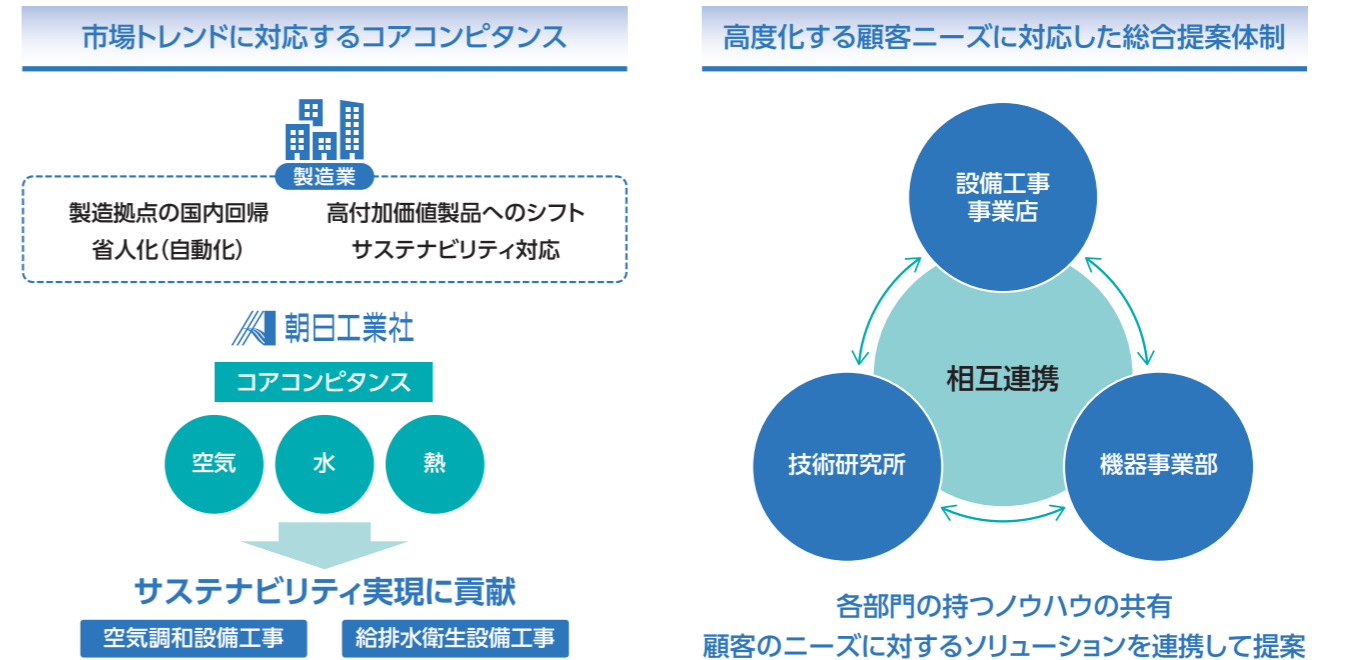 市場トレンドに対応するコアコンピタンス
製造業
製造拠点の国内回帰
高付加価値製品へのシフト
省人化(自動化)
サステナビリティ対応
朝日工業社
コアコンピタンス
空気
水
熱
サステナビリティ実現に貢献
空気調和設備工事
給排水衛生設備工事
高度化する顧客ニーズに対応した総合提案体制
設備工事
事業店
相互連携
技術研究所
機器事業部
各部門の持つノウハウの共有
顧客のニーズに対するソリューションを連携して提案